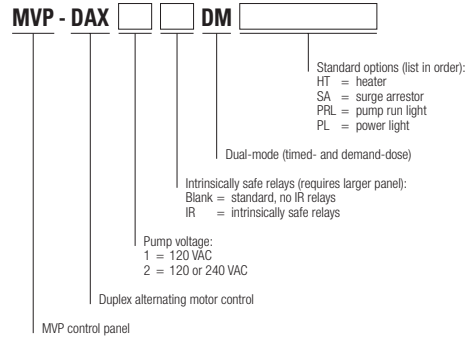 MVP - DAX DM
Standard options (list in order):
HT = heater
SA = surge arrestor
PRL = pump run light
PL = power light
Dual-mode (timed- and demand-dose)
Intrinsically safe relays (requires larger panel):
Blank = standard, no IR relays
IR = intrinsically safe relays
Pump voltage:
1 = 120 VAC
2 = 120 or 240 VAC
Duplex alternating motor control
MVP control panel